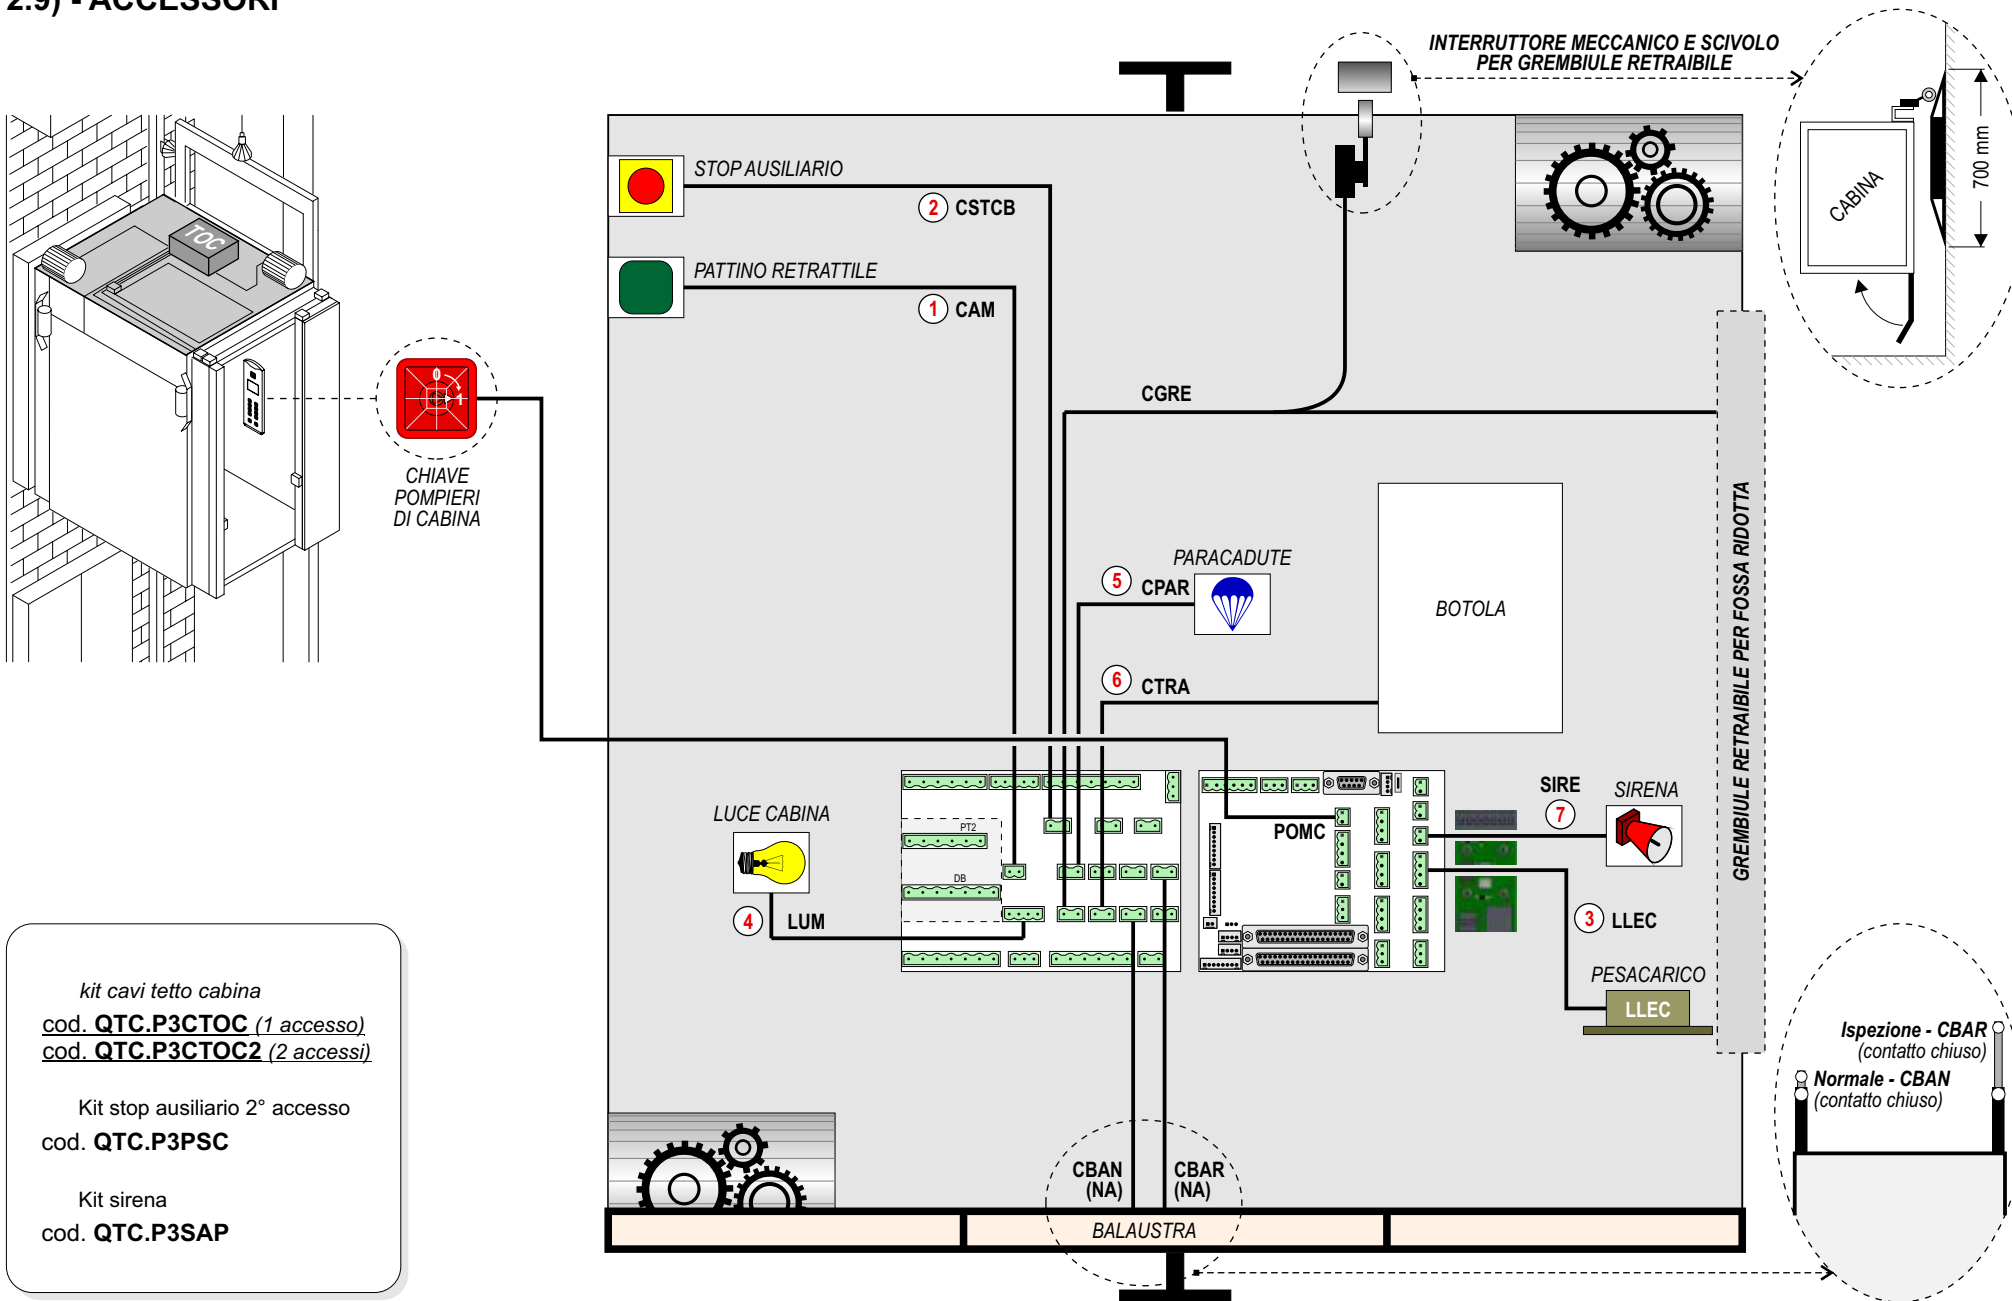 2.9) - ACCESSORI
INTERRUTTORE MECCANICO E SCIVOLO
PER GREMBIULE RETRAIBILE
700 mm
CABINA
STOP AUSILIARIO
2 CSTCB
PATTINO RETRATTILE
1 CAM
TOC
0
1
CHIAVE
POMPIERI
DI CABINA
CGRE
GREMBIULE RETRAIBILE PER FOSSA RIDOTTA
PARACADUTE
5 CPAR
BOTOLA
6 CTRA
LUCE CABINA
4 LUM
PT2
DB
POMC
SIRE
7
SIRENA
3 LLEC
PESACARICO
LLEC
kit cavi tetto cabina
cod. QTC.P3CTOC (1 accesso)
cod. QTC.P3CTOC2 (2 accessi)
Kit stop ausiliario 2° accesso
cod. QTC.P3PSC
Kit sirena
cod. QTC.P3SAP
CBAN
(NA)
CBAR
(NA)
BALAUSTRA
Ispezione - CBAR
(contatto chiuso)
Normale - CBAN
(contatto chiuso)